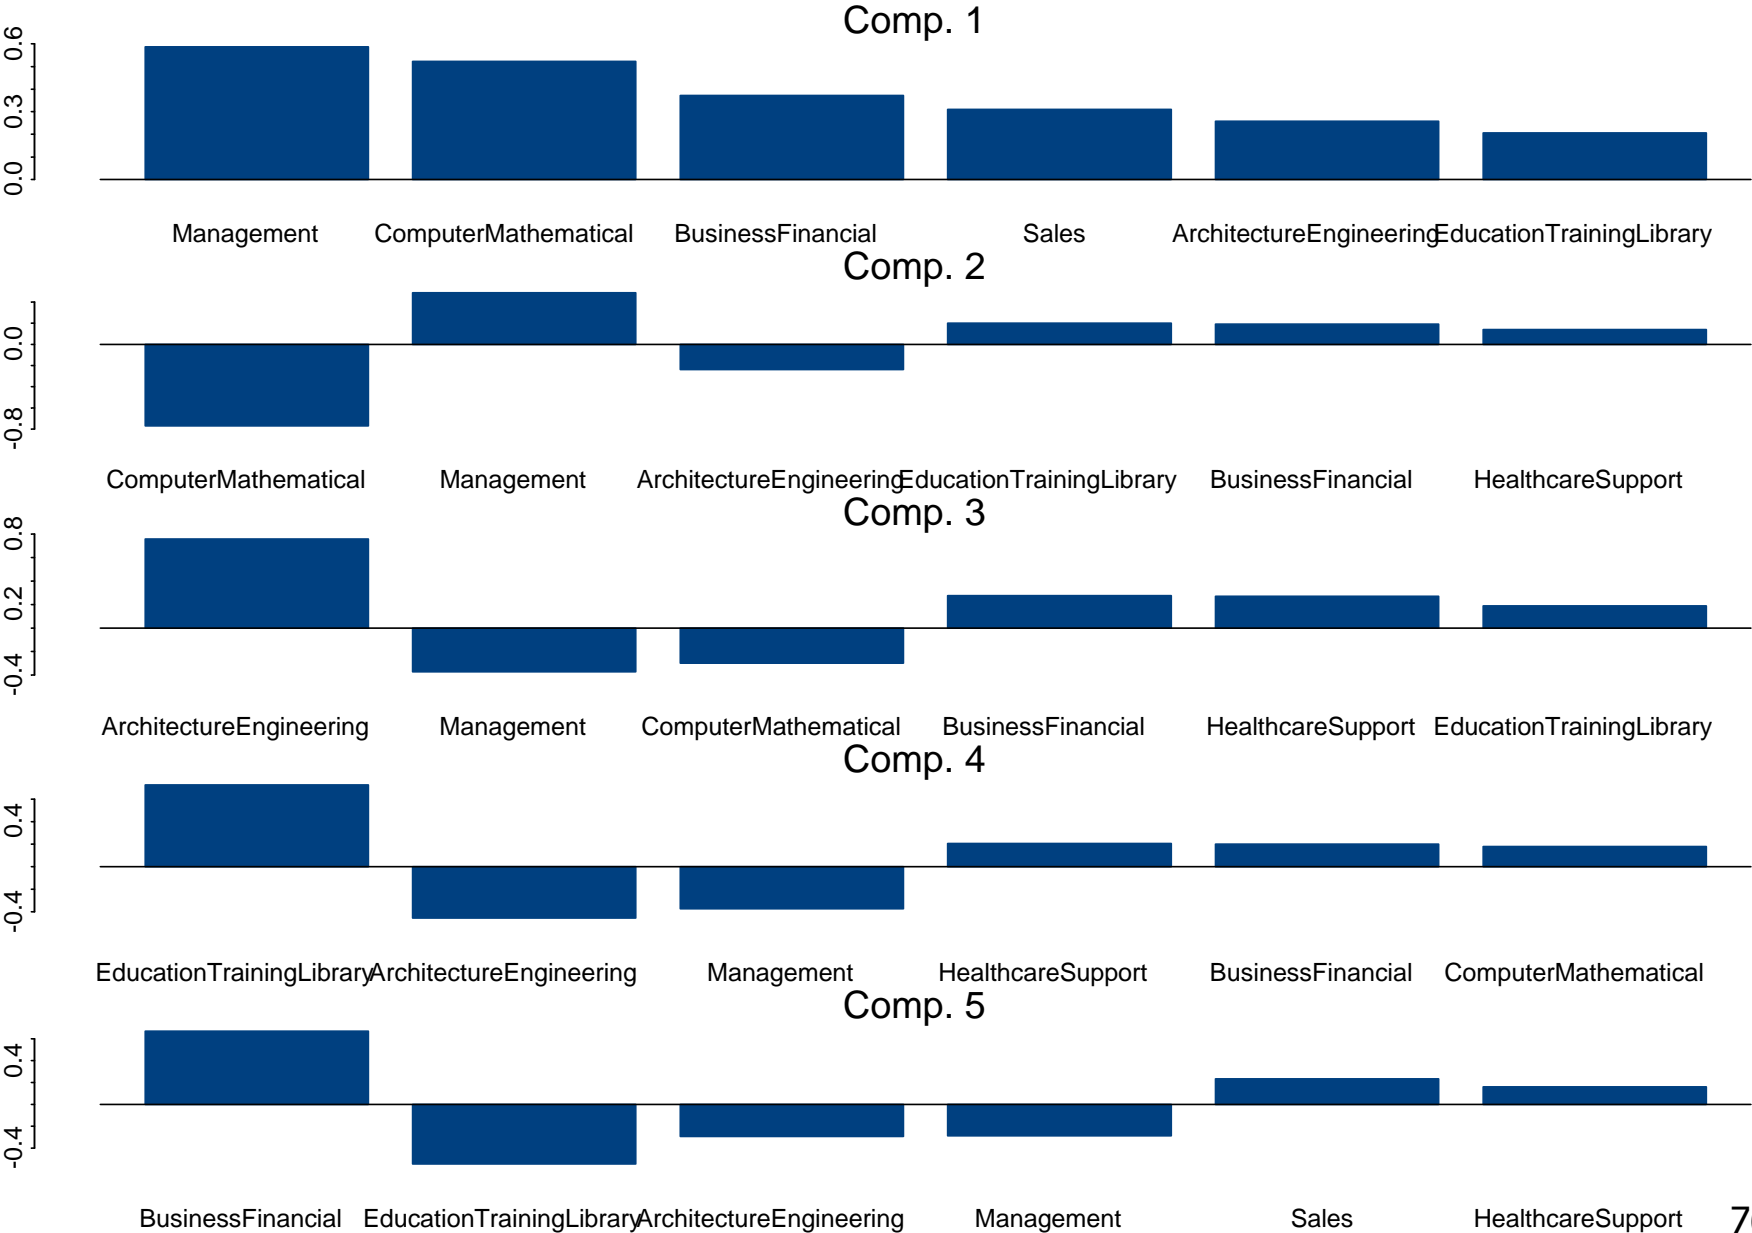 Comp. 1
0.6
0.3
0.0
Management ComputerMathematical BusinessFinancial Sales ArchitectureEngineering EducationTrainingLibrary
Comp. 2
0.0
-0.8
ComputerMathematical Management ArchitectureEngineering EducationTrainingLibrary BusinessFinancial HealthcareSupport
Comp. 3
0.8
0.2
-0.4
ArchitectureEngineering Management ComputerMathematical BusinessFinancial HealthcareSupport EducationTrainingLibrary
Comp. 4
0.4
-0.4
EducationTrainingLibrary ArchitectureEngineering Management HealthcareSupport BusinessFinancial ComputerMathematical
Comp. 5
0.4
-0.4
BusinessFinancial EducationTrainingLibrary ArchitectureEngineering Management Sales HealthcareSupport